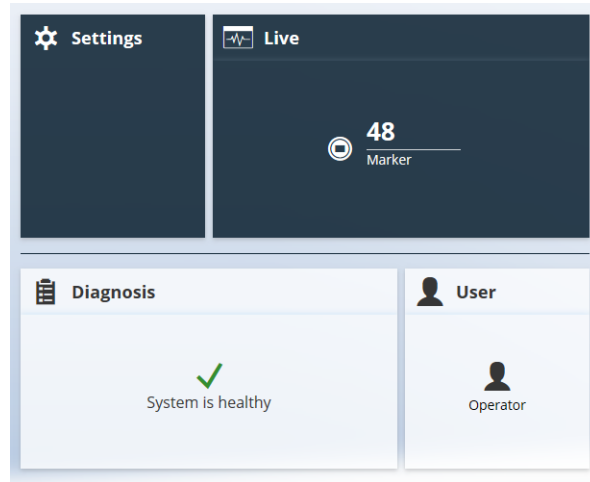 Settings
Live
48
Marker
Diagnosis
User
System is healthy
Operator